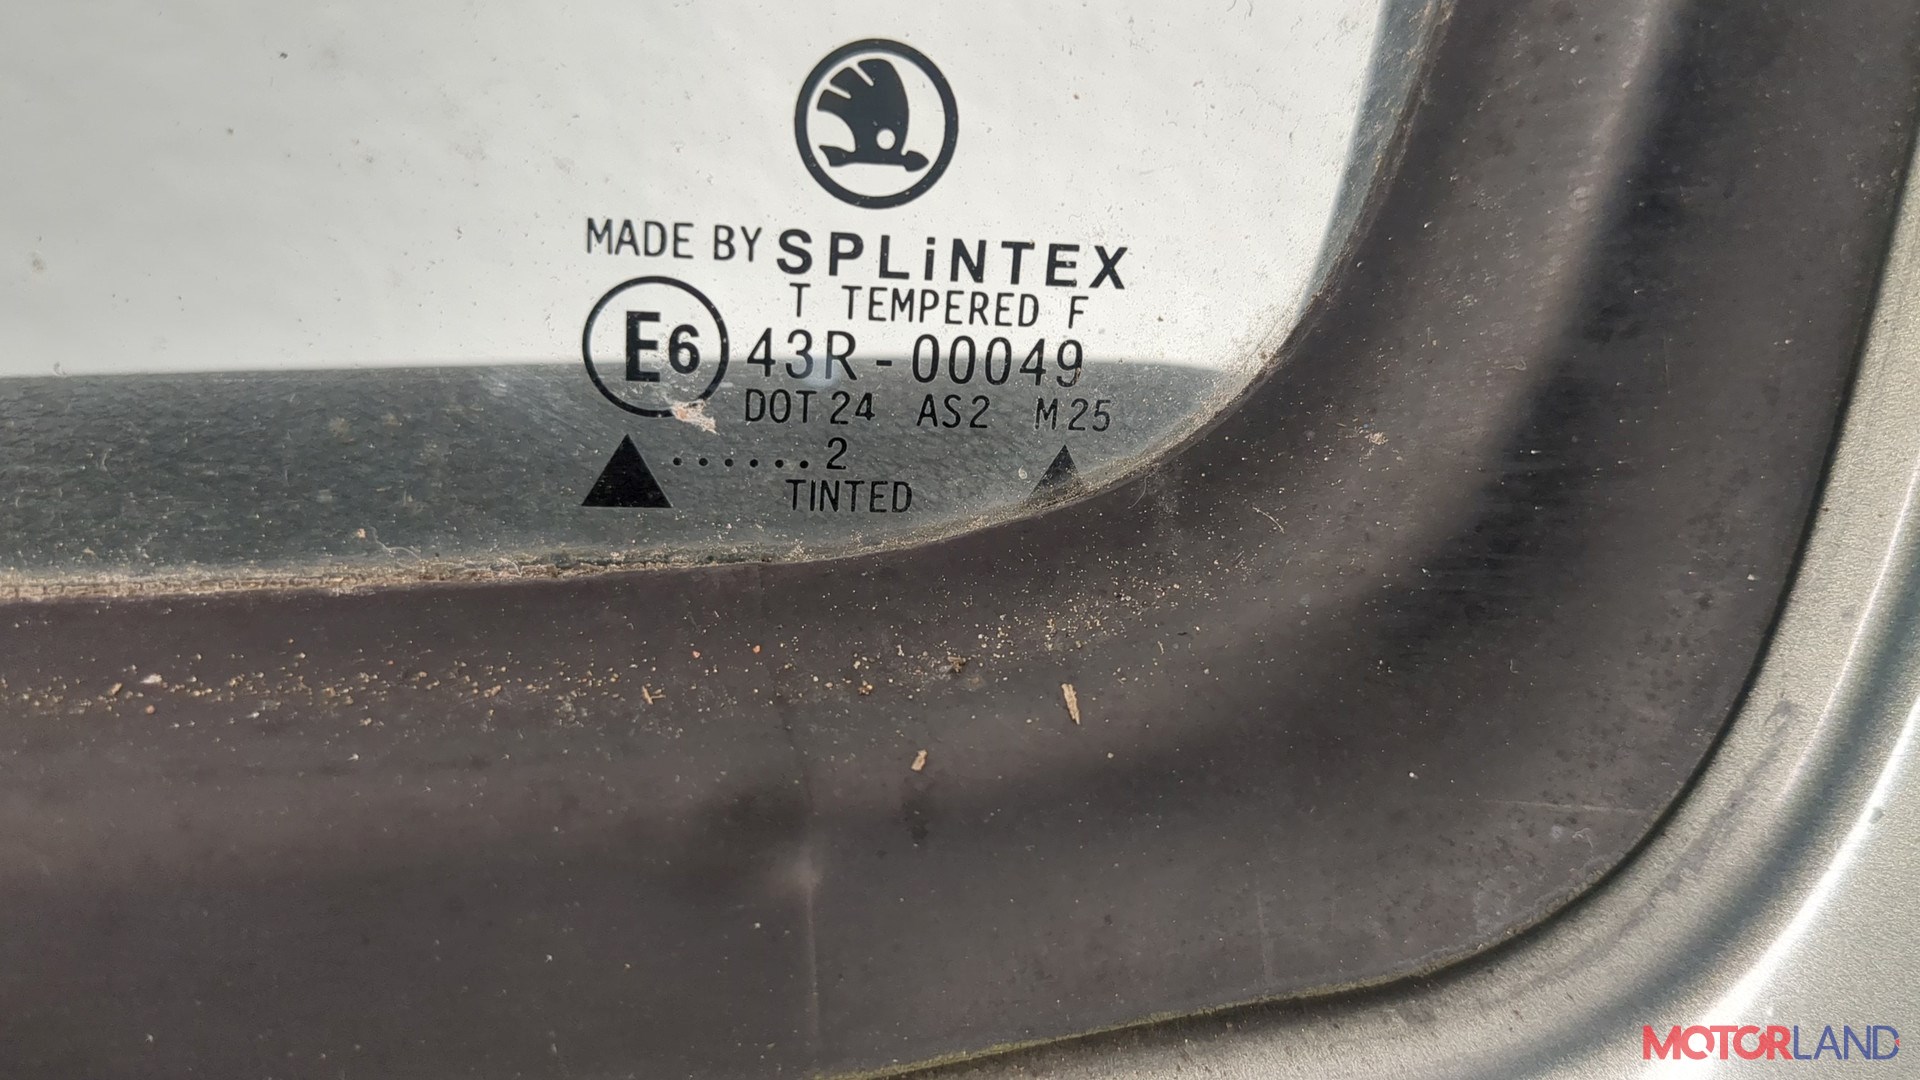 MADE BY SPLiNTEX
T TEMPERED F
E6 43R-00049
DOT 24 AS2 M25
......2
TINTED
MOTORLAND